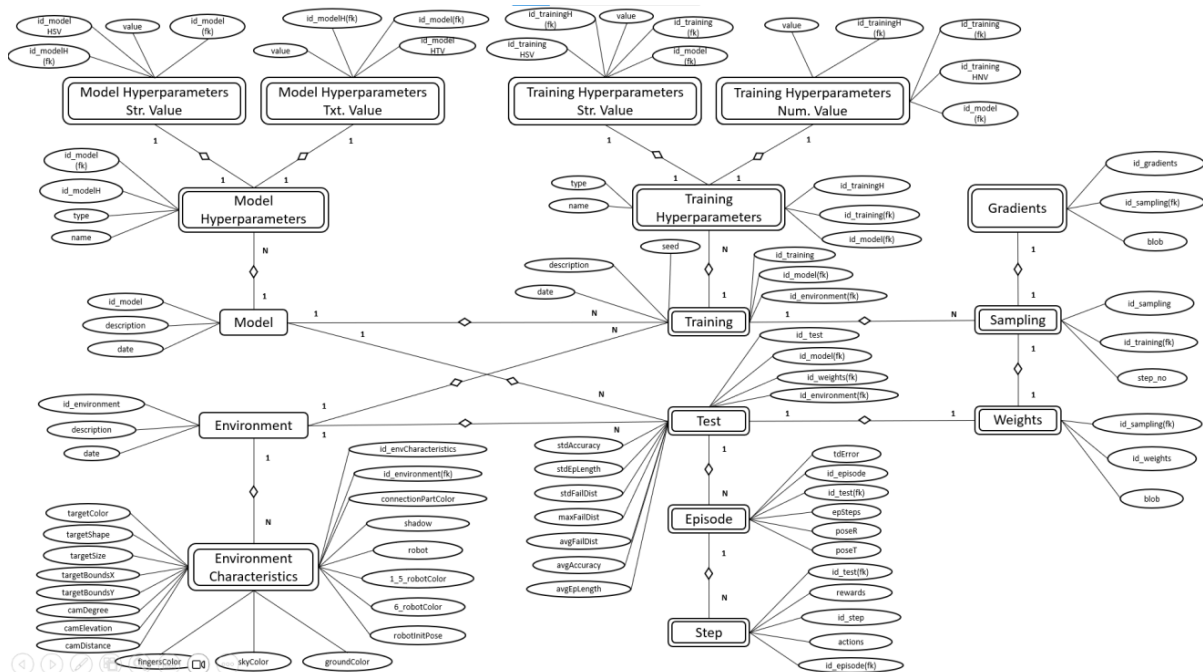 id_model
HSV
value
id_model
(fk)
id_modelH
(fk)
Model Hyperparameters
Str. Value
id_modelH(fk)
id_model(fk)
value
id_model
HTV
Model Hyperparameters
Txt. Value
id_trainingH
(fk)
value
id_training
(fk)
id_training
HSV
id_model
(fk)
Training Hyperparameters
Str. Value
value
id_trainingH
(fk)
id_training
(fk)
id_training
HNV
id_model
(fk)
Training Hyperparameters
Num. Value
1
1
1
1
1
1
1
1
id_model
(fk)
id_modelH
type
name
Model
Hyperparameters
type
name
Training
Hyperparameters
id_trainingH
id_training(fk)
id_model(fk)
id_gradients
id_sampling(fk)
blob
Gradients
N
1
N
1
1
1
seed
description
date
id_training
id_model(fk)
id_environment(fk)
id_model
description
date
Model
1
N
Training
1
N
Sampling
id_sampling
id_training(fk)
step_no
1
N
1
1
id_test
id_model(fk)
id_weights(fk)
id_environment(fk)
id_environment
description
date
Environment
1
1
N
N
Test
1
1
Weights
id_sampling(fk)
id_weights
blob
1
N
id_envCharacteristics
id_environment(fk)
connectionPartColor
shadow
robot
1_5_robotColor
6_robotColor
robotInitPose
targetColor
targetShape
targetSize
targetBoundsX
targetBoundsY
camDegree
camElevation
camDistance
Environment
Characteristics
fingersColor
skyColor
groundColor
stdAccuracy
stdEpLength
stdFailDist
maxFailDist
avgFailDist
avgAccuracy
avgEpLength
1
N
Episode
tdError
id_episode
id_test(fk)
epSteps
poseR
poseT
1
N
Step
id_test(fk)
rewards
id_step
actions
id_episode(fk)